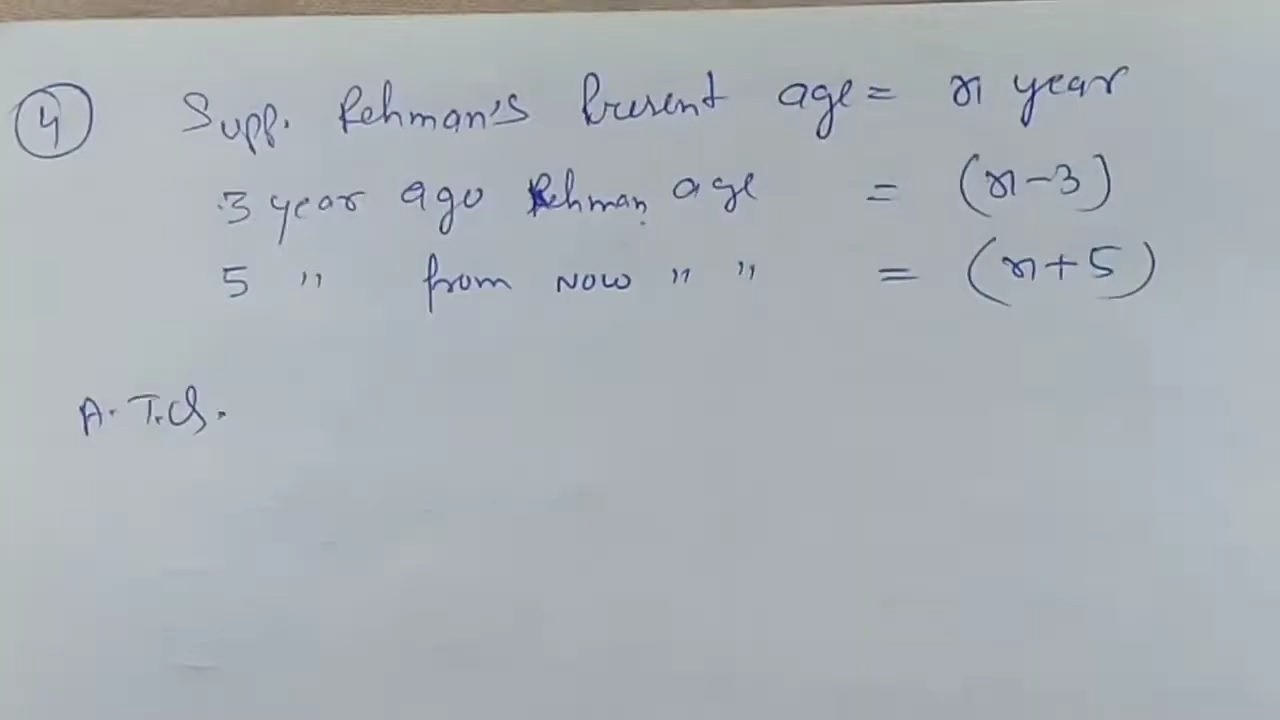 4 Supp. Rehman's Present age = x year
3 year ago Rehman age = (x-3)
5 " from now " " = (x+5)
A.T.Q.